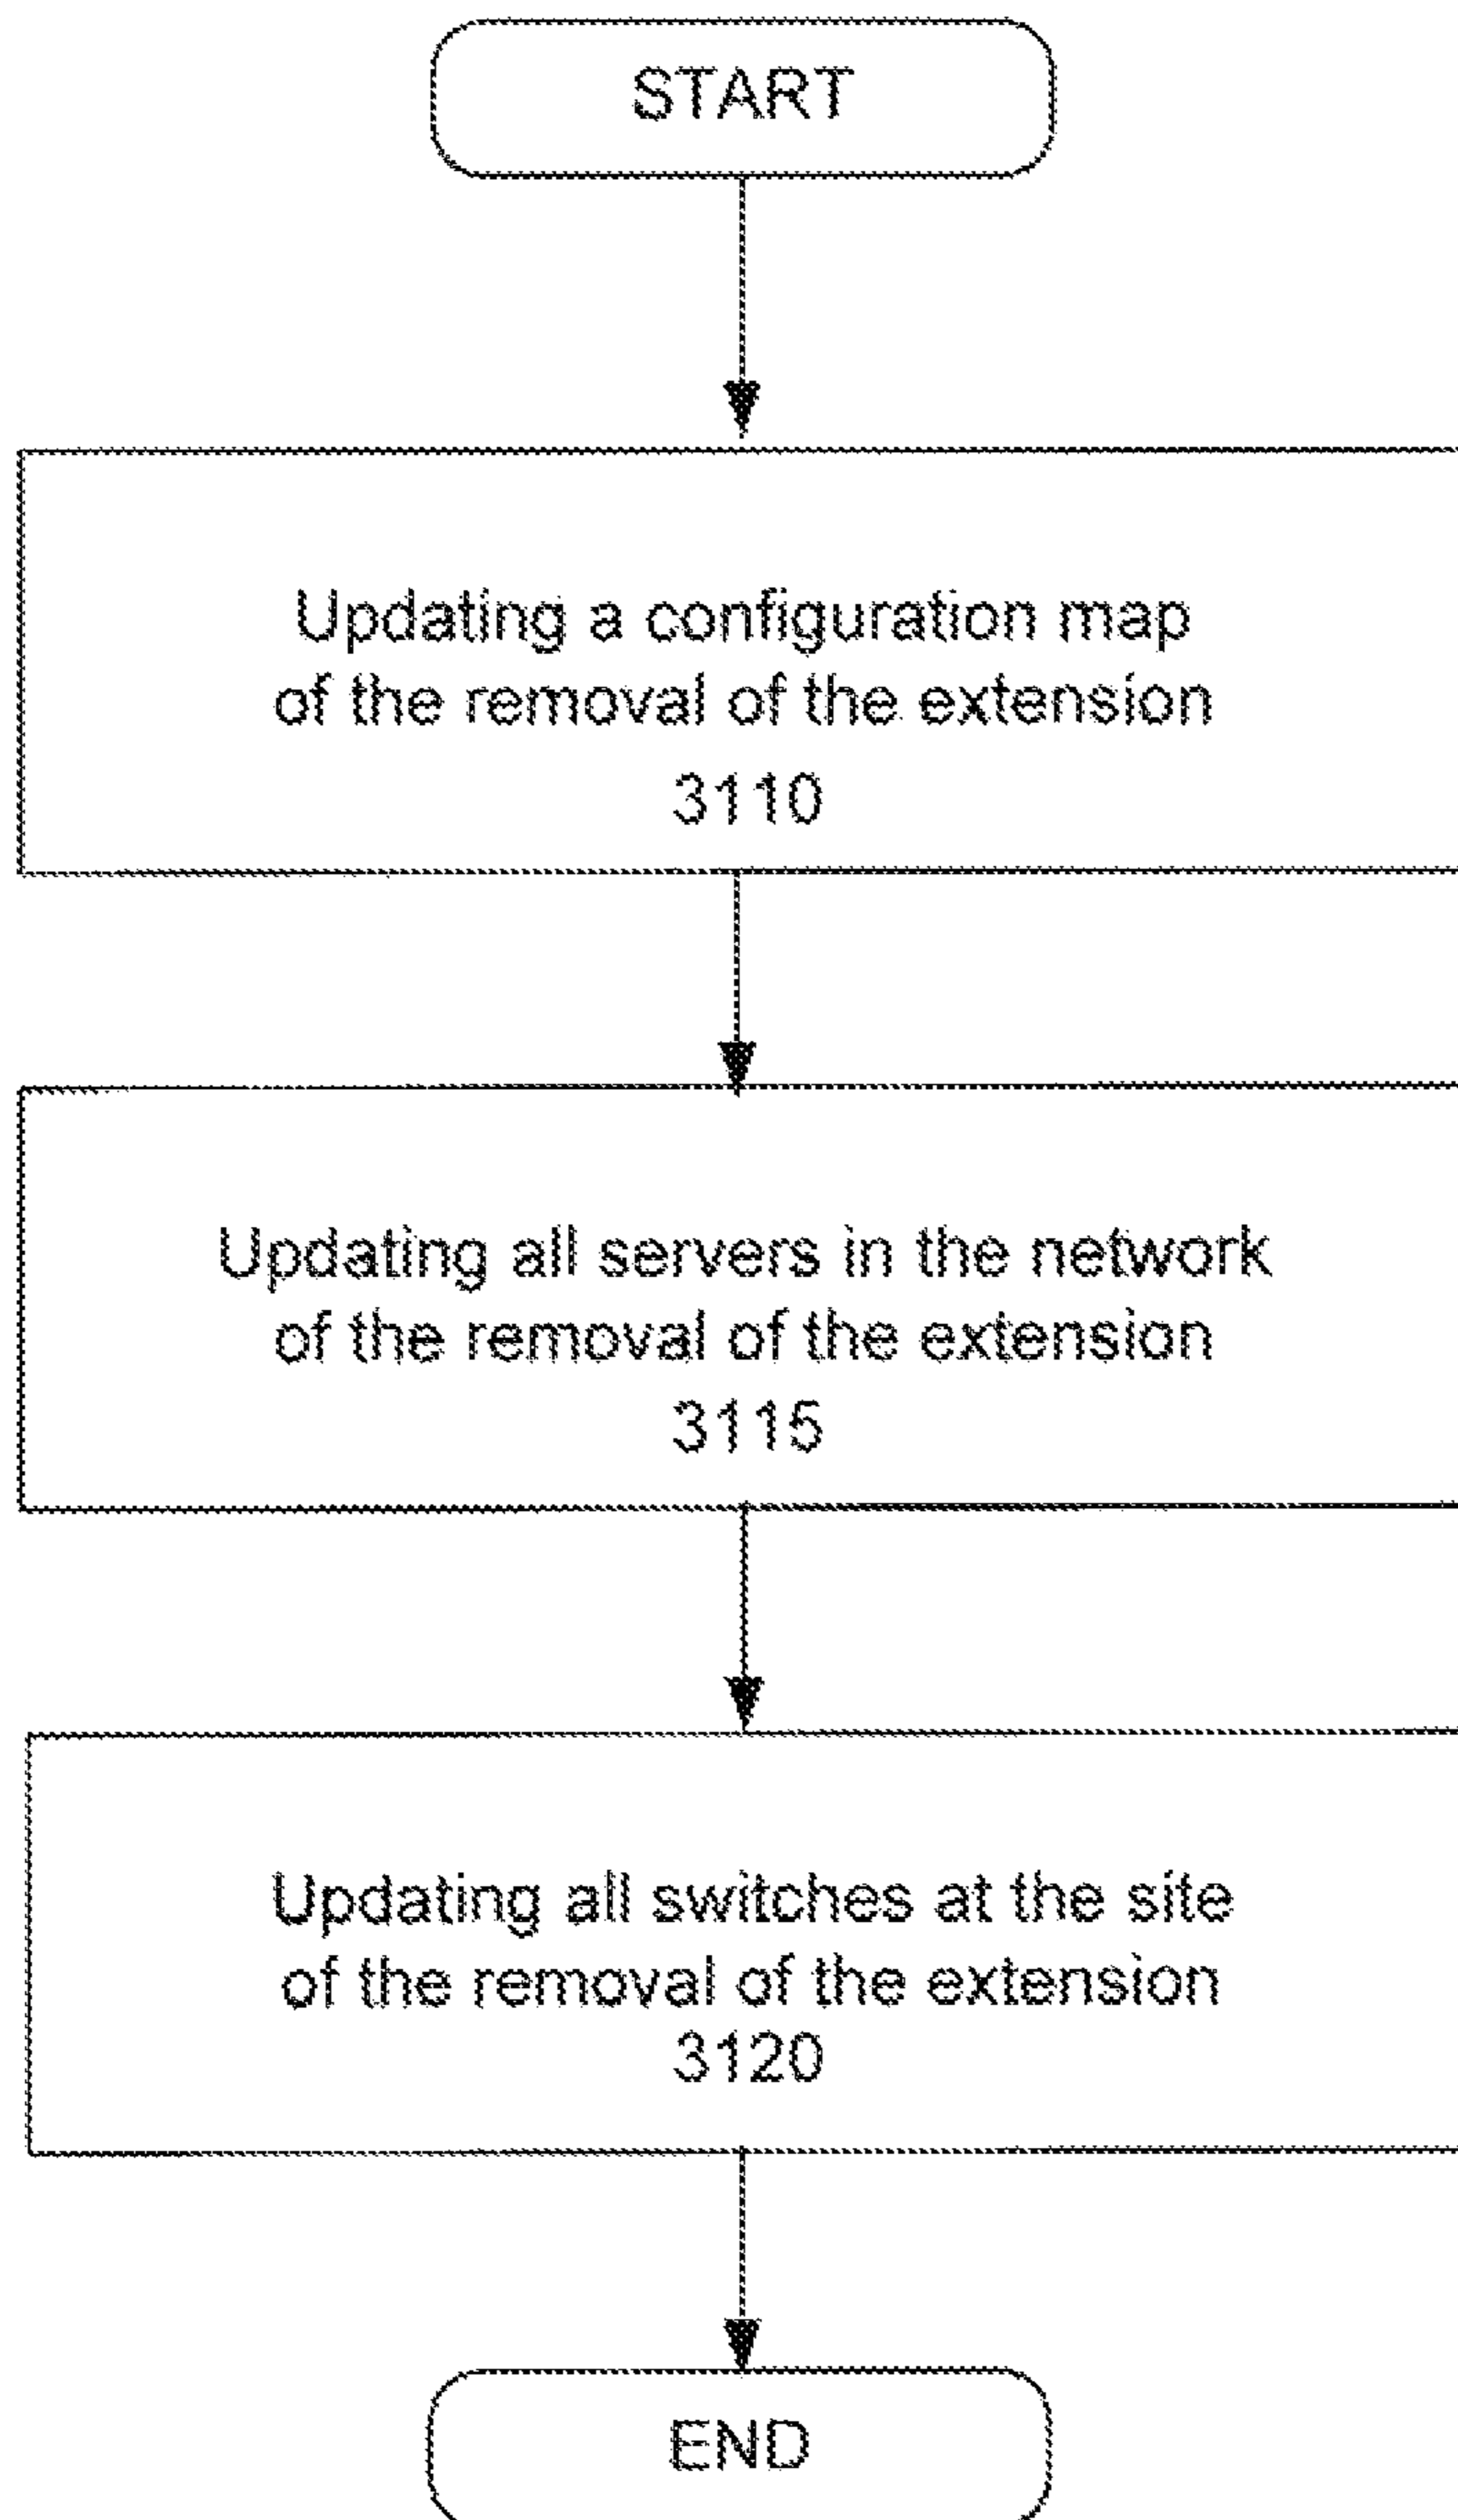 START
Updating a configuration map
of the removal of the extension
3110
Updating all servers in the network
of the removal of the extension
3115
Updating all switches at the site
of the removal of the extension
3120
END